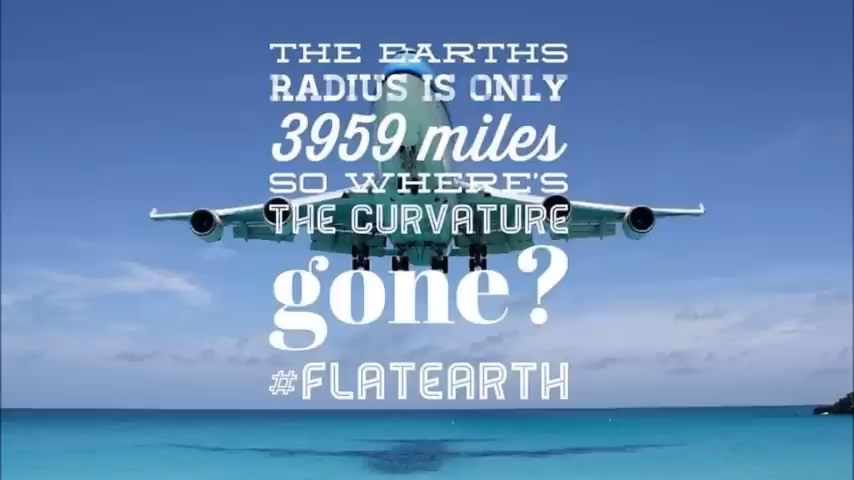 THE EARTHS
RADIUS IS ONLY
3959 miles
SO WHERE'S
THE CURVATURE
gone?
#FLATEARTH